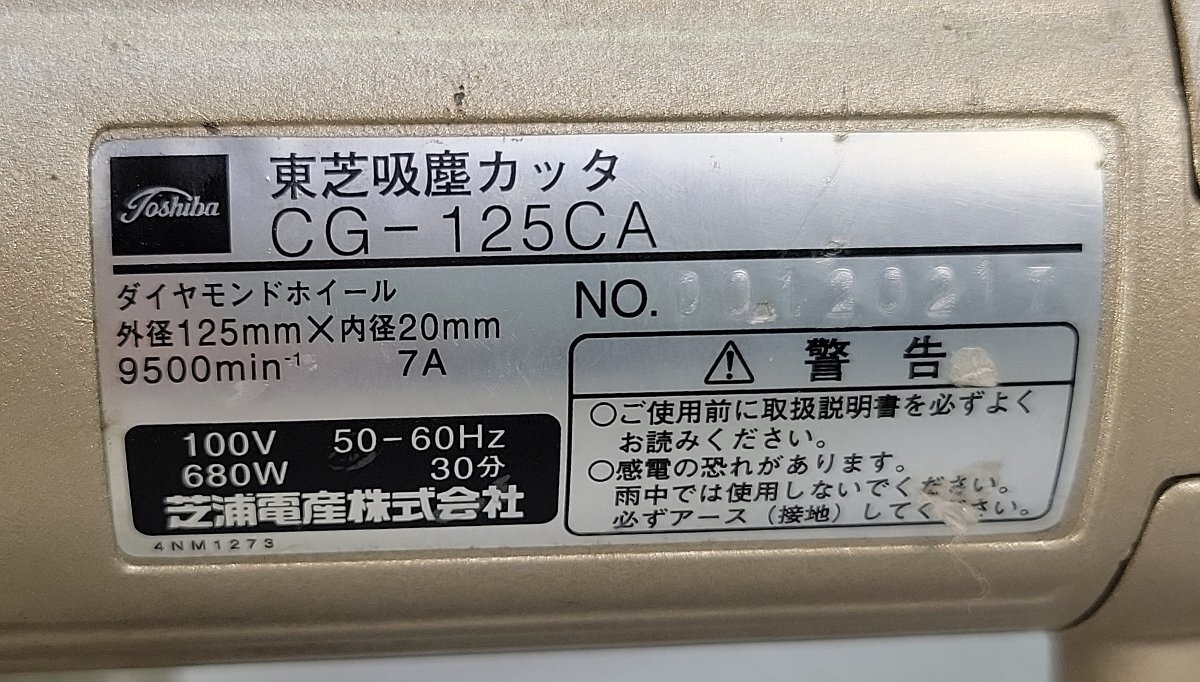 Toshiba
東芝吸塵カッタ
CG-125CA
ダイヤモンドホイール
外径125mm×内径20mm
9500min⁻¹ 7A
100V 50-60Hz
680W 30分
芝浦電産株式会社
4NM1273
NO. 00120217
⚠ 警告
○ご使用前に取扱説明書を必ずよく
お読みください。
○感電の恐れがあります。
雨中では使用しないでください。
必ずアース(接地)してください。